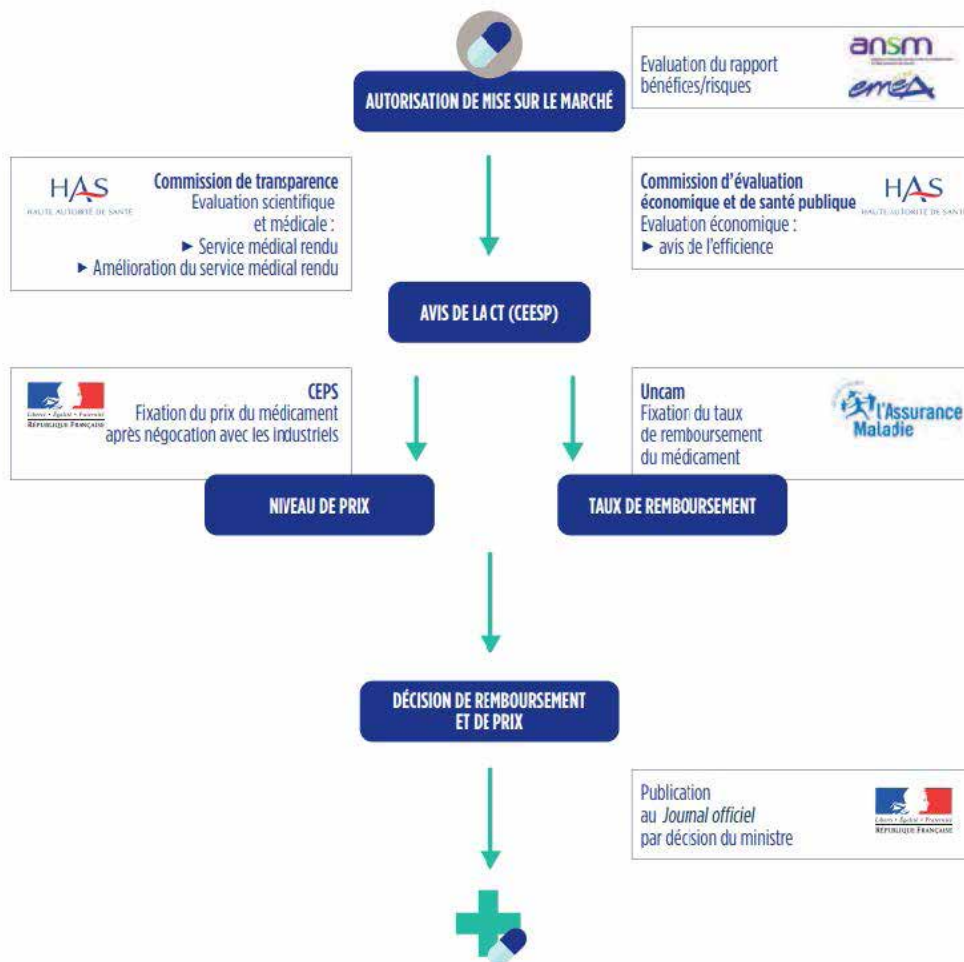 ansm
emea
Evaluation du rapport
bénéfices/risques
AUTORISATION DE MISE SUR LE MARCHÉ
HAS
HAUTE AUTORITÉ DE SANTÉ
Commission de transparence
Evaluation scientifique
et médicale :
► Service médical rendu
► Amélioration du service médical rendu
Commission d'évaluation
économique et de santé publique
Evaluation économique :
► avis de l'efficience
HAS
HAUTE AUTORITÉ DE SANTÉ
AVIS DE LA CT (CEESP)
Liberté • Égalité • Fraternité
RÉPUBLIQUE FRANÇAISE
CEPS
Fixation du prix du médicament
après négocation avec les industriels
Uncam
Fixation du taux
de remboursement
du médicament
l'Assurance
Maladie
NIVEAU DE PRIX
TAUX DE REMBOURSEMENT
DÉCISION DE REMBOURSEMENT
ET DE PRIX
Publication
au Journal officiel
par décision du ministre
Liberté • Égalité • Fraternité
RÉPUBLIQUE FRANÇAISE